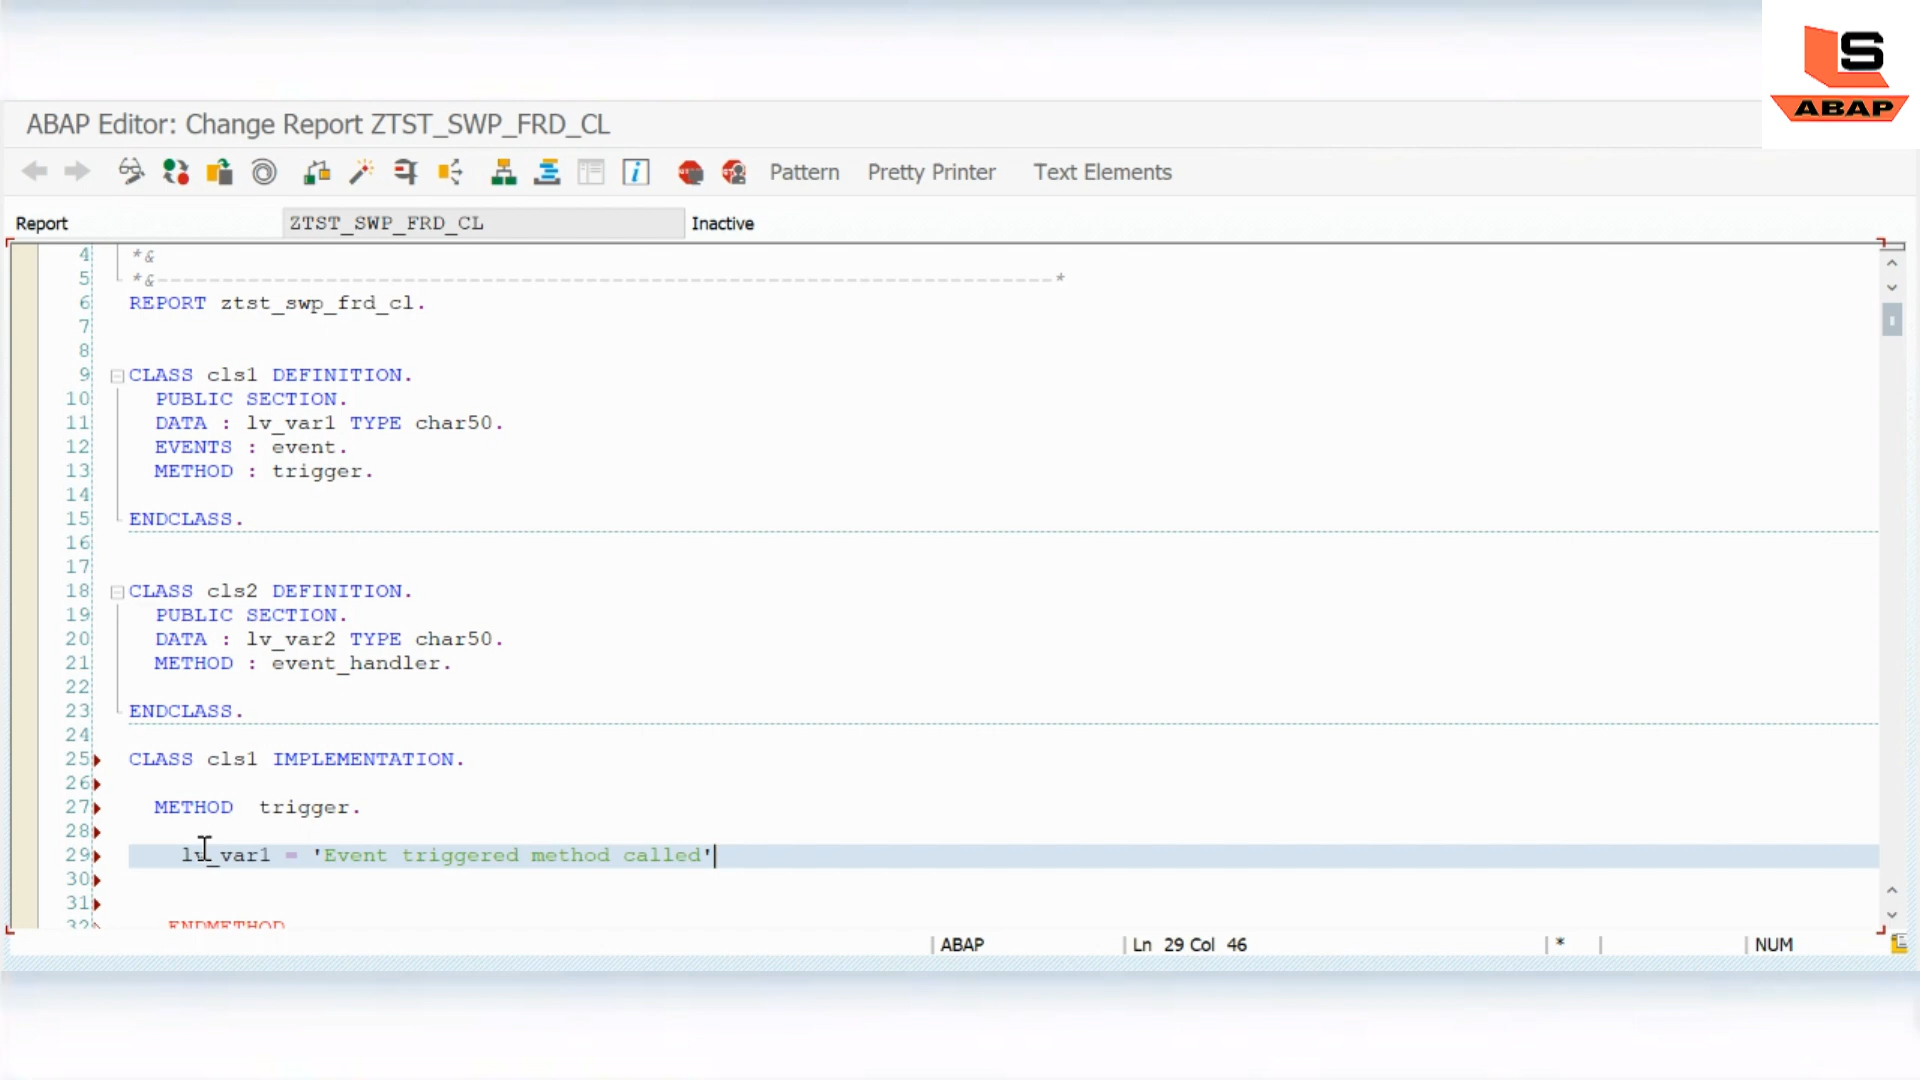 LS
ABAP
ABAP Editor: Change Report ZTST_SWP_FRD_CL
Pattern Pretty Printer Text Elements
Report ZTST_SWP_FRD_CL Inactive
4 *&
5 *&---------------------------------------------------------------------*
6 REPORT ztst_swp_frd_cl.
7
8
9 CLASS cls1 DEFINITION.
10 PUBLIC SECTION.
11 DATA : lv_var1 TYPE char50.
12 EVENTS : event.
13 METHOD : trigger.
14
15 ENDCLASS.
16
17
18 CLASS cls2 DEFINITION.
19 PUBLIC SECTION.
20 DATA : lv_var2 TYPE char50.
21 METHOD : event_handler.
22
23 ENDCLASS.
24
25 CLASS cls1 IMPLEMENTATION.
26
27 METHOD trigger.
28
29 lv_var1 = 'Event triggered method called'
30
31
32 ENDMETHOD
ABAP Ln 29 Col 46 * NUM